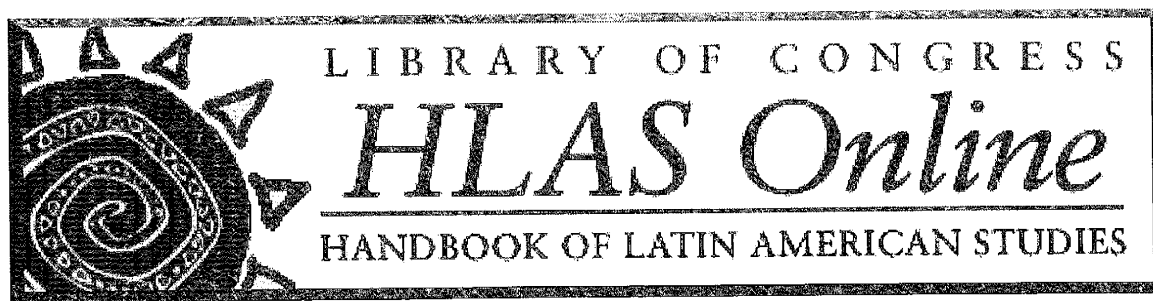 LIBRARY OF CONGRESS
HLAS Online
HANDBOOK OF LATIN AMERICAN STUDIES